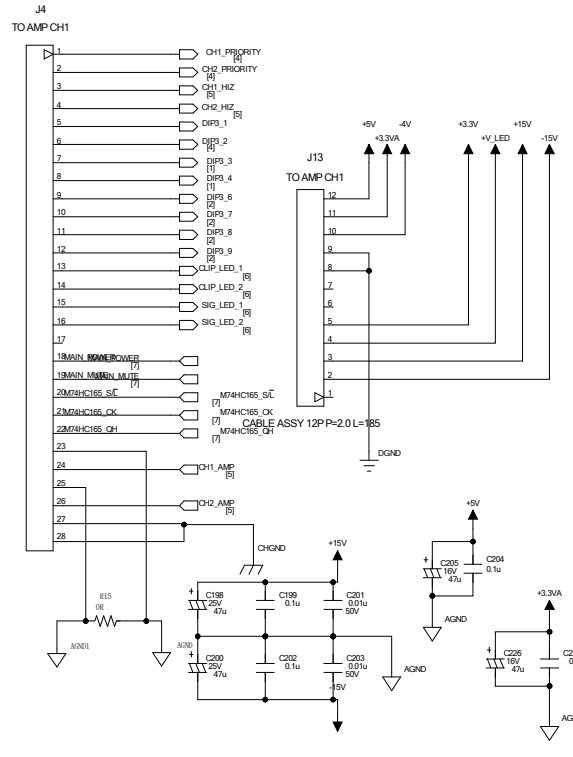 J4
TO AMP CH1
1
CH1_PRIORITY
[4]
2
CH2_PRIORITY
[4]
3
CH1_HIZ
[5]
4
CH2_HIZ
[5]
5
DIP3_1
6
DIP3_2
[4]
7
DIP3_3
[1]
8
DIP3_4
[1]
9
DIP3_6
[2]
10
DIP3_7
[2]
11
DIP3_8
[2]
12
DIP3_9
[2]
13
CLIP_LED_1
[6]
14
CLIP_LED_2
[6]
15
SIG_LED_1
[6]
16
SIG_LED_2
[6]
17
18 MAIN_POWER MAIN_POWER
[7]
19 MAIN_MUTE MAIN_MUTE
[7]
20 M74HC165_S/L M74HC165_S/L
[7]
21 M74HC165_CK M74HC165_CK
[7]
22 M74HC165_QH M74HC165_QH
[7]
23
24
CH1_AMP
[5]
25
26
CH2_AMP
[5]
27
28
+5V
+3.3VA
-4V
+3.3V
+V_LED
+15V
-15V
J13
TO AMP CH1
12
11
10
9
8
7
6
5
4
3
2
1
CABLE ASSY 12P P=2.0 L=185
DGND
CHGND
R15
0R
AGND1
AGND
+15V
+
C198
25V
47u
C199
0.1u
C201
0.01u
50V
+
C200
25V
47u
C202
0.1u
C203
0.01u
50V
-15V
AGND
+5V
+
C205
16V
47u
C204
0.1u
AGND
+3.3VA
+
C226
16V
47u